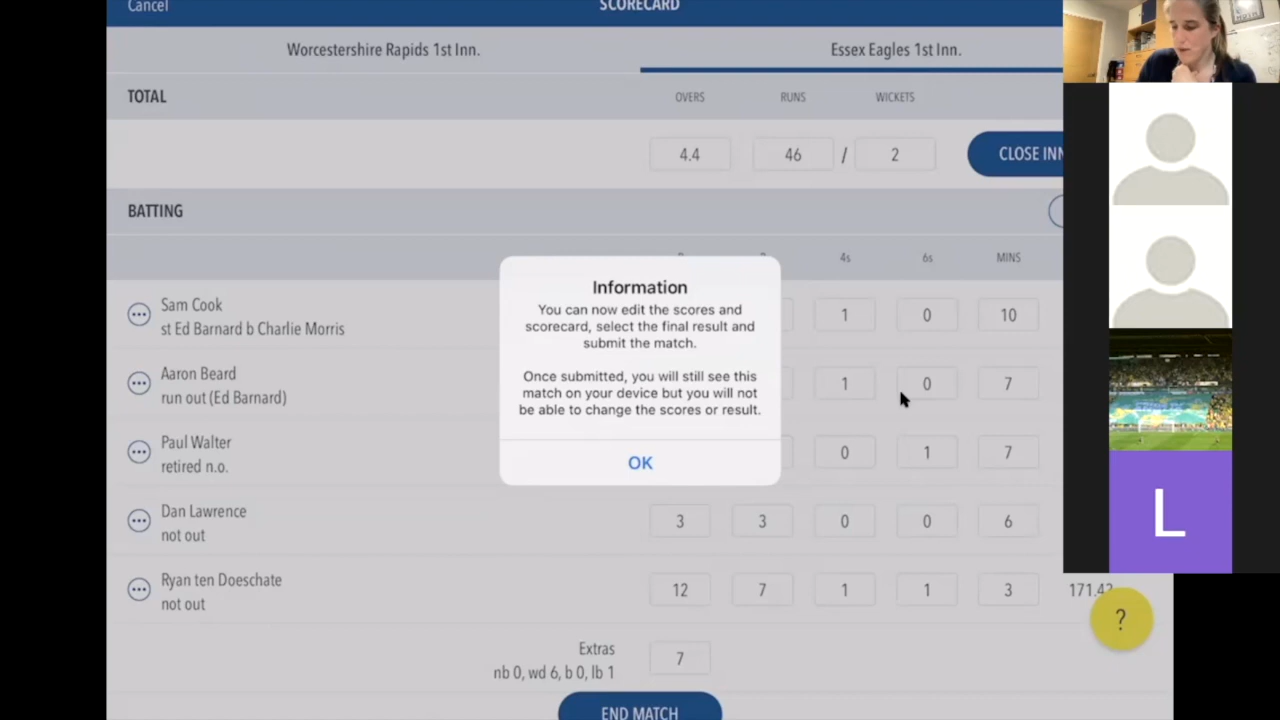 Cancel
SCORECARD
Worcestershire Rapids 1st Inn.
Essex Eagles 1st Inn.
TOTAL
OVERS
RUNS
WICKETS
4.4
46
/
2
CLOSE INN
BATTING
4s
6s
MINS
Sam Cook
1
0
10
st Ed Barnard b Charlie Morris
Aaron Beard
1
0
7
run out (Ed Barnard)
Paul Walter
0
1
7
retired n.o.
Dan Lawrence
3
3
0
0
6
not out
Ryan ten Doeschate
12
7
1
1
3
171.42
not out
Extras
7
nb 0, wd 6, b 0, lb 1
END MATCH
Information
You can now edit the scores and
scorecard, select the final result and
submit the match.
Once submitted, you will still see this
match on your device but you will not
be able to change the scores or result.
OK
?
L